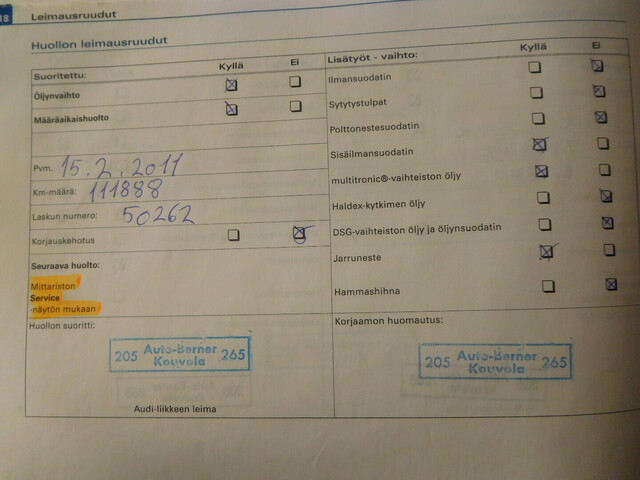 18 Leimausruudut
Huollon leimausruudut
Suoritettu: Kyllä Ei
Öljynvaihto
Määräaikaishuolto
Pvm. 15.2.2011
Km-määrä: 111888
Laskun numero: 50262
Korjauskehotus
Seuraava huolto:
Mittariston
Service
-näytön mukaan
Huollon suoritti:
205 Auto-Berner 265
Kouvola
Audi-liikkeen leima
Lisätyöt - vaihto: Kyllä Ei
Ilmansuodatin
Sytytystulpat
Polttonestesuodatin
Sisäilmansuodatin
multitronic®-vaihteiston öljy
Haldex-kytkimen öljy
DSG-vaihteiston öljy ja öljynsuodatin
Jarruneste
Hammashihna
Korjaamon huomautus:
205 Auto-Berner 265
Kouvola